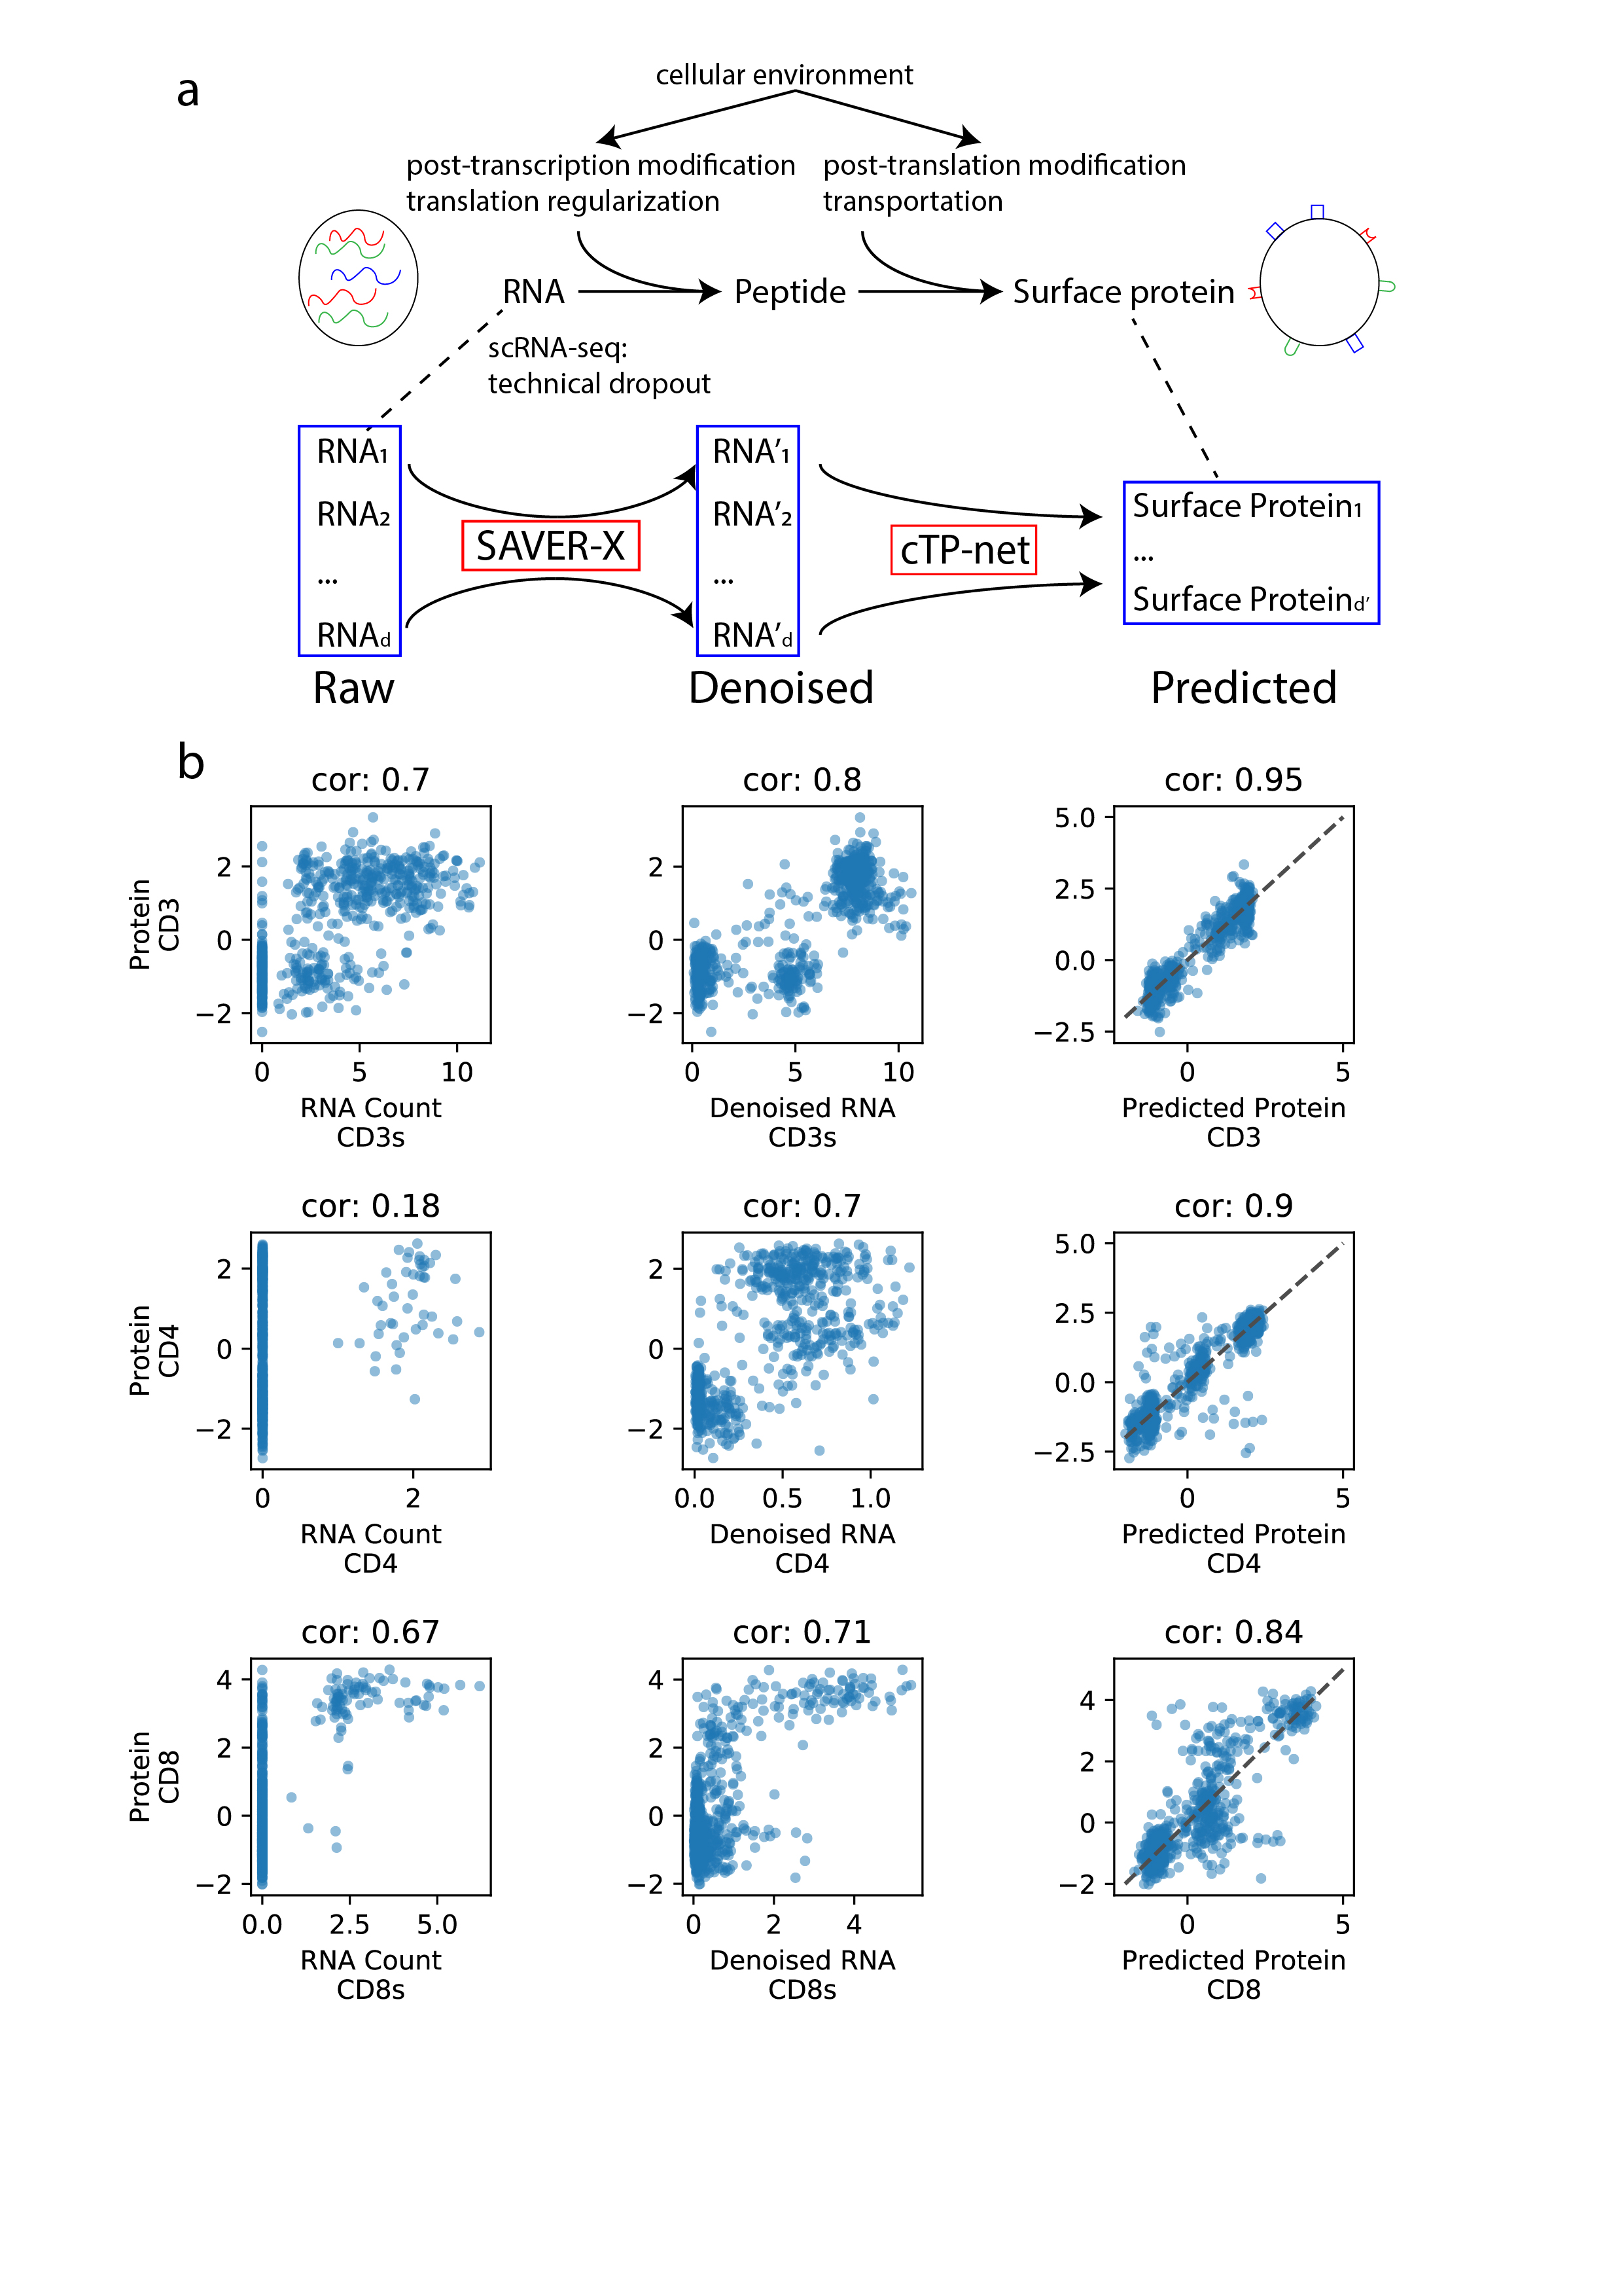 a
cellular environment
post-transcription modification
translation regularization
post-translation modification
transportation
RNA
Peptide
Surface protein
scRNA-seq:
technical dropout
RNA1
RNA2
...
RNAd
Raw
SAVER-X
RNA'1
RNA'2
...
RNA'd
Denoised
cTP-net
Surface Protein1
...
Surface Proteind'
Predicted
b
cor: 0.7
Protein
CD3
2
0
−2
0 5 10
RNA Count
CD3s
cor: 0.8
2
0
−2
0 5 10
Denoised RNA
CD3s
cor: 0.95
5.0
2.5
0.0
−2.5
0 5
Predicted Protein
CD3
cor: 0.18
Protein
CD4
2
0
−2
0 2
RNA Count
CD4
cor: 0.7
2
0
−2
0.0 0.5 1.0
Denoised RNA
CD4
cor: 0.9
5.0
2.5
0.0
−2.5
0 5
Predicted Protein
CD4
cor: 0.67
Protein
CD8
4
2
0
−2
0.0 2.5 5.0
RNA Count
CD8s
cor: 0.71
4
2
0
−2
0 2 4
Denoised RNA
CD8s
cor: 0.84
4
2
0
−2
0 5
Predicted Protein
CD8